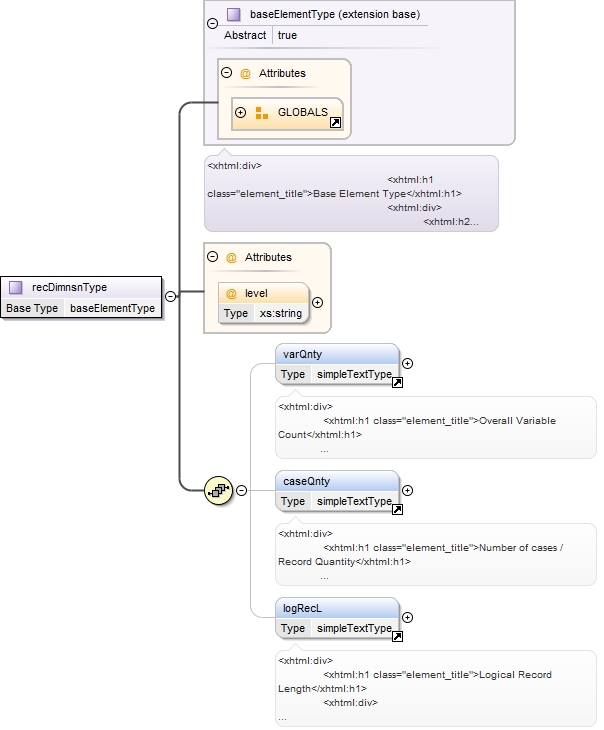 baseElementType (extension base)
Abstract true
@ Attributes
GLOBALS
<xhtml:div>
<xhtml:h1
class="element_title">Base Element Type</xhtml:h1>
<xhtml:div>
<xhtml:h2...
@ Attributes
@ level
Type xs:string
recDimnsnType
Base Type baseElementType
varQnty
Type simpleTextType
<xhtml:div>
<xhtml:h1 class="element_title">Overall Variable
Count</xhtml:h1>
...
caseQnty
Type simpleTextType
<xhtml:div>
<xhtml:h1 class="element_title">Number of cases /
Record Quantity</xhtml:h1>
...
logRecL
Type simpleTextType
<xhtml:div>
<xhtml:h1 class="element_title">Logical Record
Length</xhtml:h1>
<xhtml:div>
...